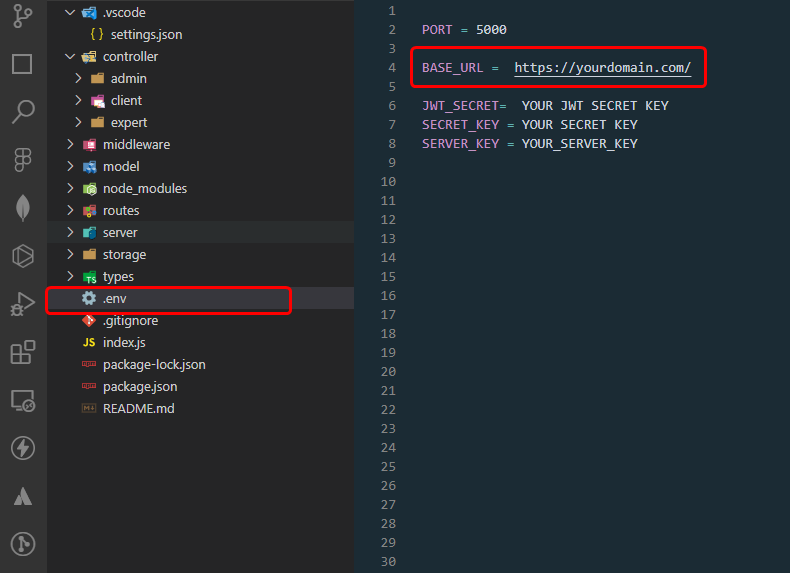 .vscode
settings.json
controller
admin
client
expert
middleware
model
node_modules
routes
server
storage
types
.env
.gitignore
JS index.js
package-lock.json
package.json
README.md
1
2 PORT = 5000
3
4 BASE_URL = https://yourdomain.com/
5
6 JWT_SECRET= YOUR JWT SECRET KEY
7 SECRET_KEY = YOUR SECRET KEY
8 SERVER_KEY = YOUR_SERVER_KEY
9
10
11
12
13
14
15
16
17
18
19
20
21
22
23
24
25
26
27
28
29
30